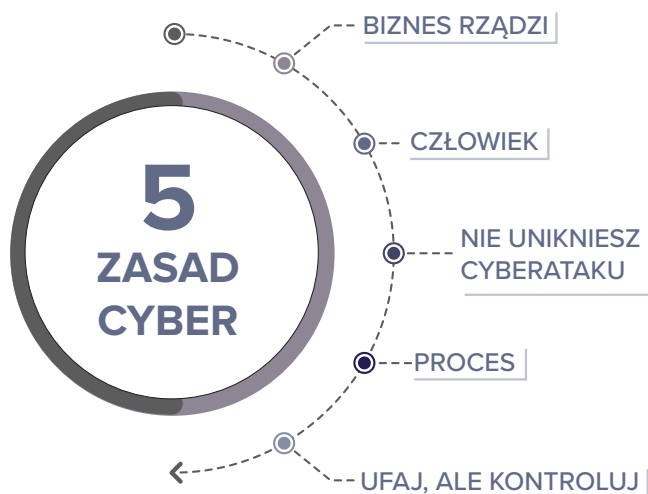 5
ZASAD
CYBER
BIZNES RZĄDZI
CZŁOWIEK
NIE UNIKNIESZ
CYBERATAKU
PROCES
UFAJ, ALE KONTROLUJ